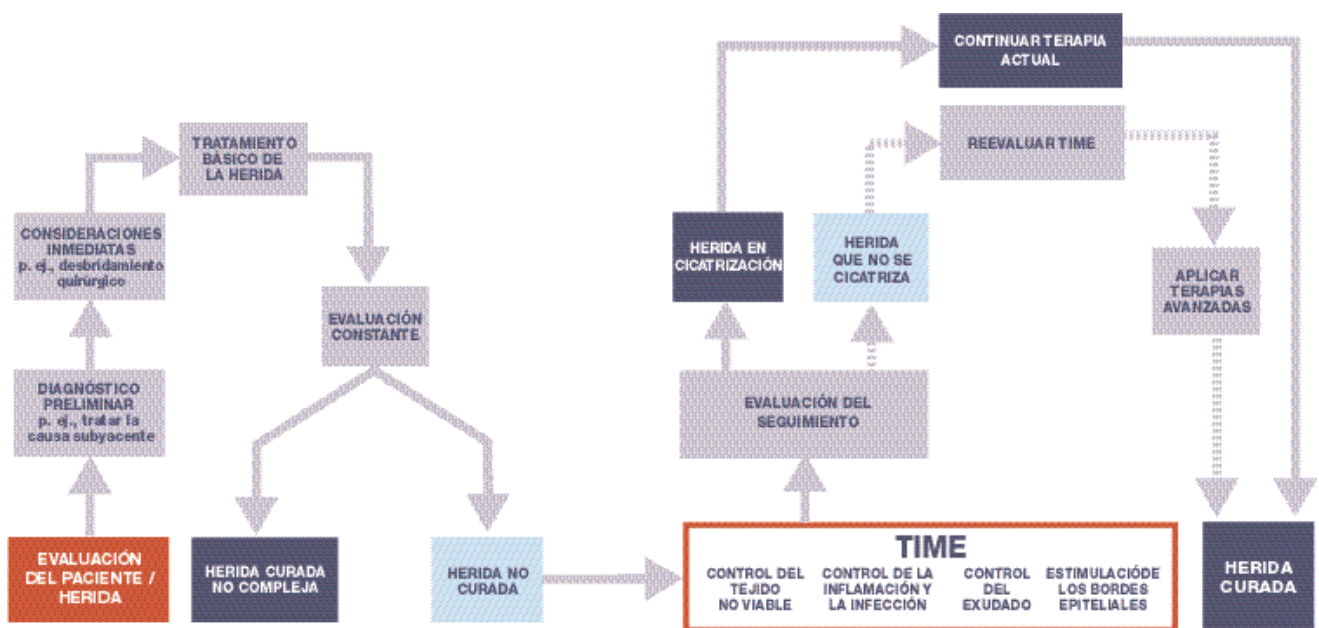 EVALUACIÓN
DEL PACIENTE /
HERIDA
DIAGNÓSTICO
PRELIMINAR
p. ej., tratar la
causa subyacente
CONSIDERACIONES
INMEDIATAS
p. ej., desbridamiento
quirúrgico
TRATAMIENTO
BÁSICO DE
LA HERIDA
EVALUACIÓN
CONSTANTE
HERIDA CURADA
NO COMPLEJA
HERIDA NO
CURADA
TIME
CONTROL DEL
TEJIDO
NO VIABLE
CONTROL DE LA
INFLAMACIÓN Y
LA INFECCIÓN
CONTROL
DEL
EXUDADO
ESTIMULACIÓDE
LOS BORDES
EPITELIALES
EVALUACIÓN DEL
SEGUIMIENTO
HERIDA EN
CICATRIZACIÓN
HERIDA
QUE NO SE
CICATRIZA
CONTINUAR TERAPIA
ACTUAL
REEVALUAR TIME
APLICAR
TERAPIAS
AVANZADAS
HERIDA
CURADA